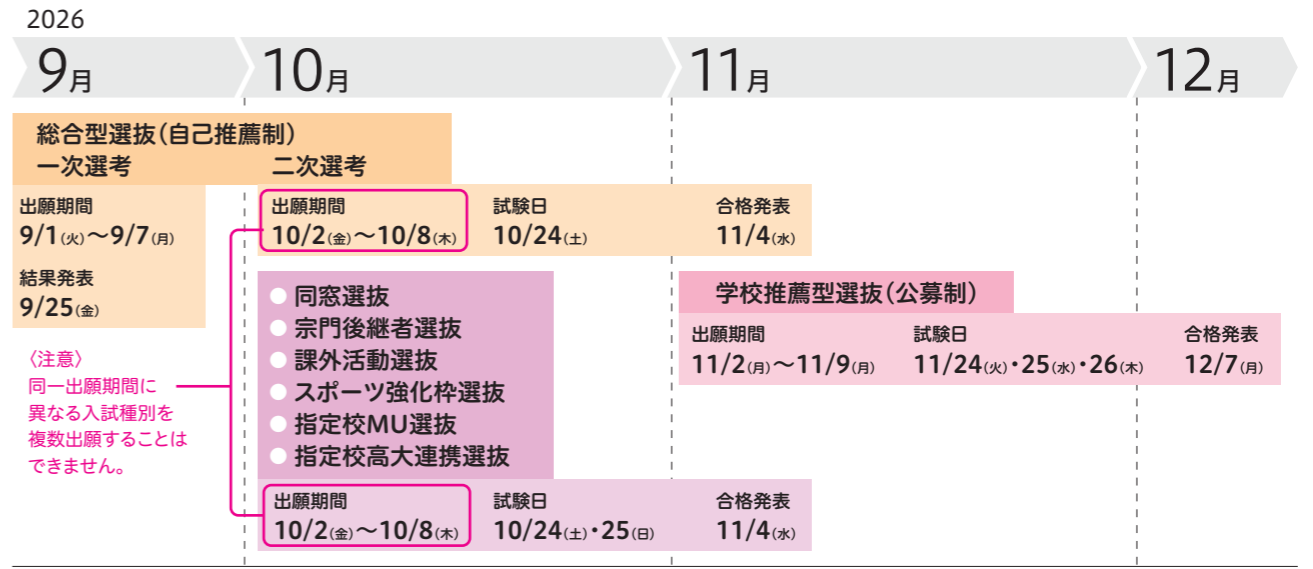 2026
9月
10月
11月
12月
総合型選抜（自己推薦制）
一次選考
二次選考
出願期間
9/1(火)～9/7(月)
結果発表
9/25(金)
出願期間
10/2(金)～10/8(木)
試験日
10/24(土)
合格発表
11/4(水)
〈注意〉
同一出願期間に
異なる入試種別を
複数出願することは
できません。
● 同窓選抜
● 宗門後継者選抜
● 課外活動選抜
● スポーツ強化枠選抜
● 指定校MU選抜
● 指定校高大連携選抜
出願期間
10/2(金)～10/8(木)
試験日
10/24(土)・25(日)
合格発表
11/4(水)
学校推薦型選抜（公募制）
出願期間
11/2(月)～11/9(月)
試験日
11/24(火)・25(水)・26(木)
合格発表
12/7(月)